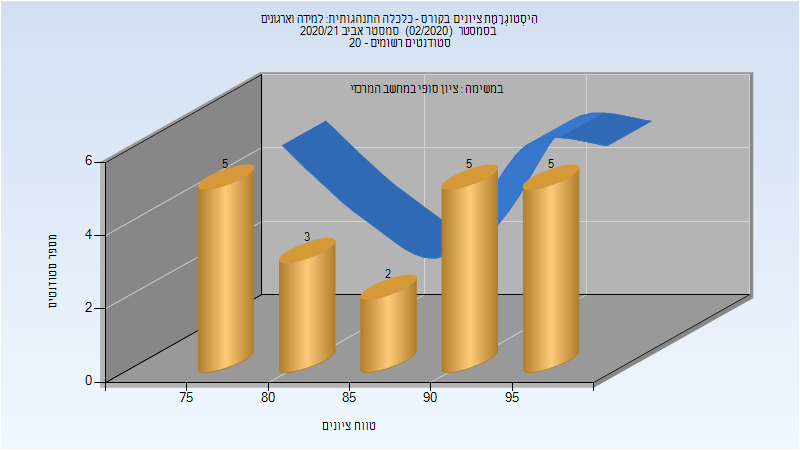 היסטוגרמת ציונים בקורס - כלכלה התנהגותית: למידה וארגונים
בסמסטר (02/2020) סמסטר אביב 2020/21
סטודנטים רשומים - 20
במשימה : ציון סופי במחשב המרכזי
5
3
2
5
5
6
4
2
0
מספר סטודנטים
75
80
85
90
95
טווח ציונים